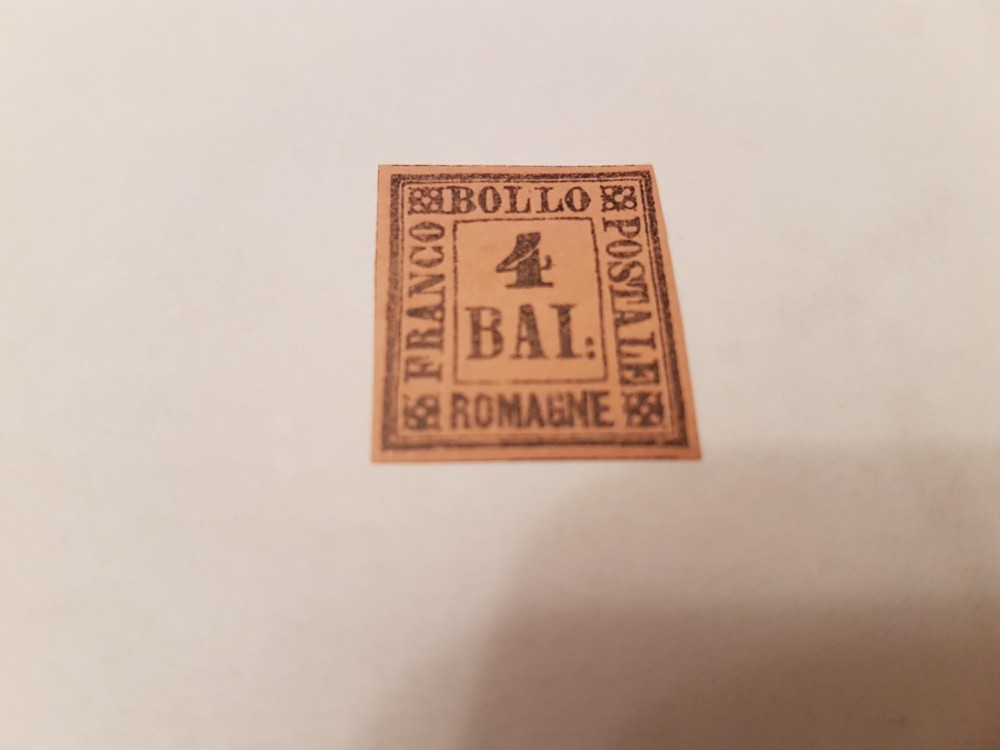 BOLLO
FRANCO
POSTALE
4
BAI:
ROMAGNE